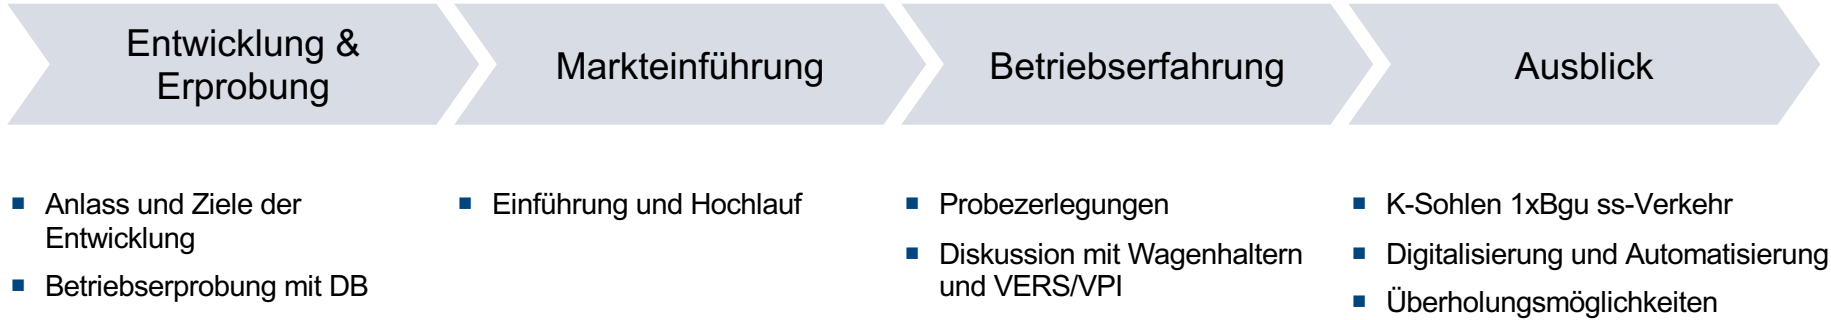 Entwicklung &
Erprobung
Markteinführung
Betriebserfahrung
Ausblick
Anlass und Ziele der
Entwicklung
Betriebserprobung mit DB
Einführung und Hochlauf
Probezerlegungen
Diskussion mit Wagenhaltern
und VERS/VPI
K-Sohlen 1xBgu ss-Verkehr
Digitalisierung und Automatisierung
Überholungsmöglichkeiten